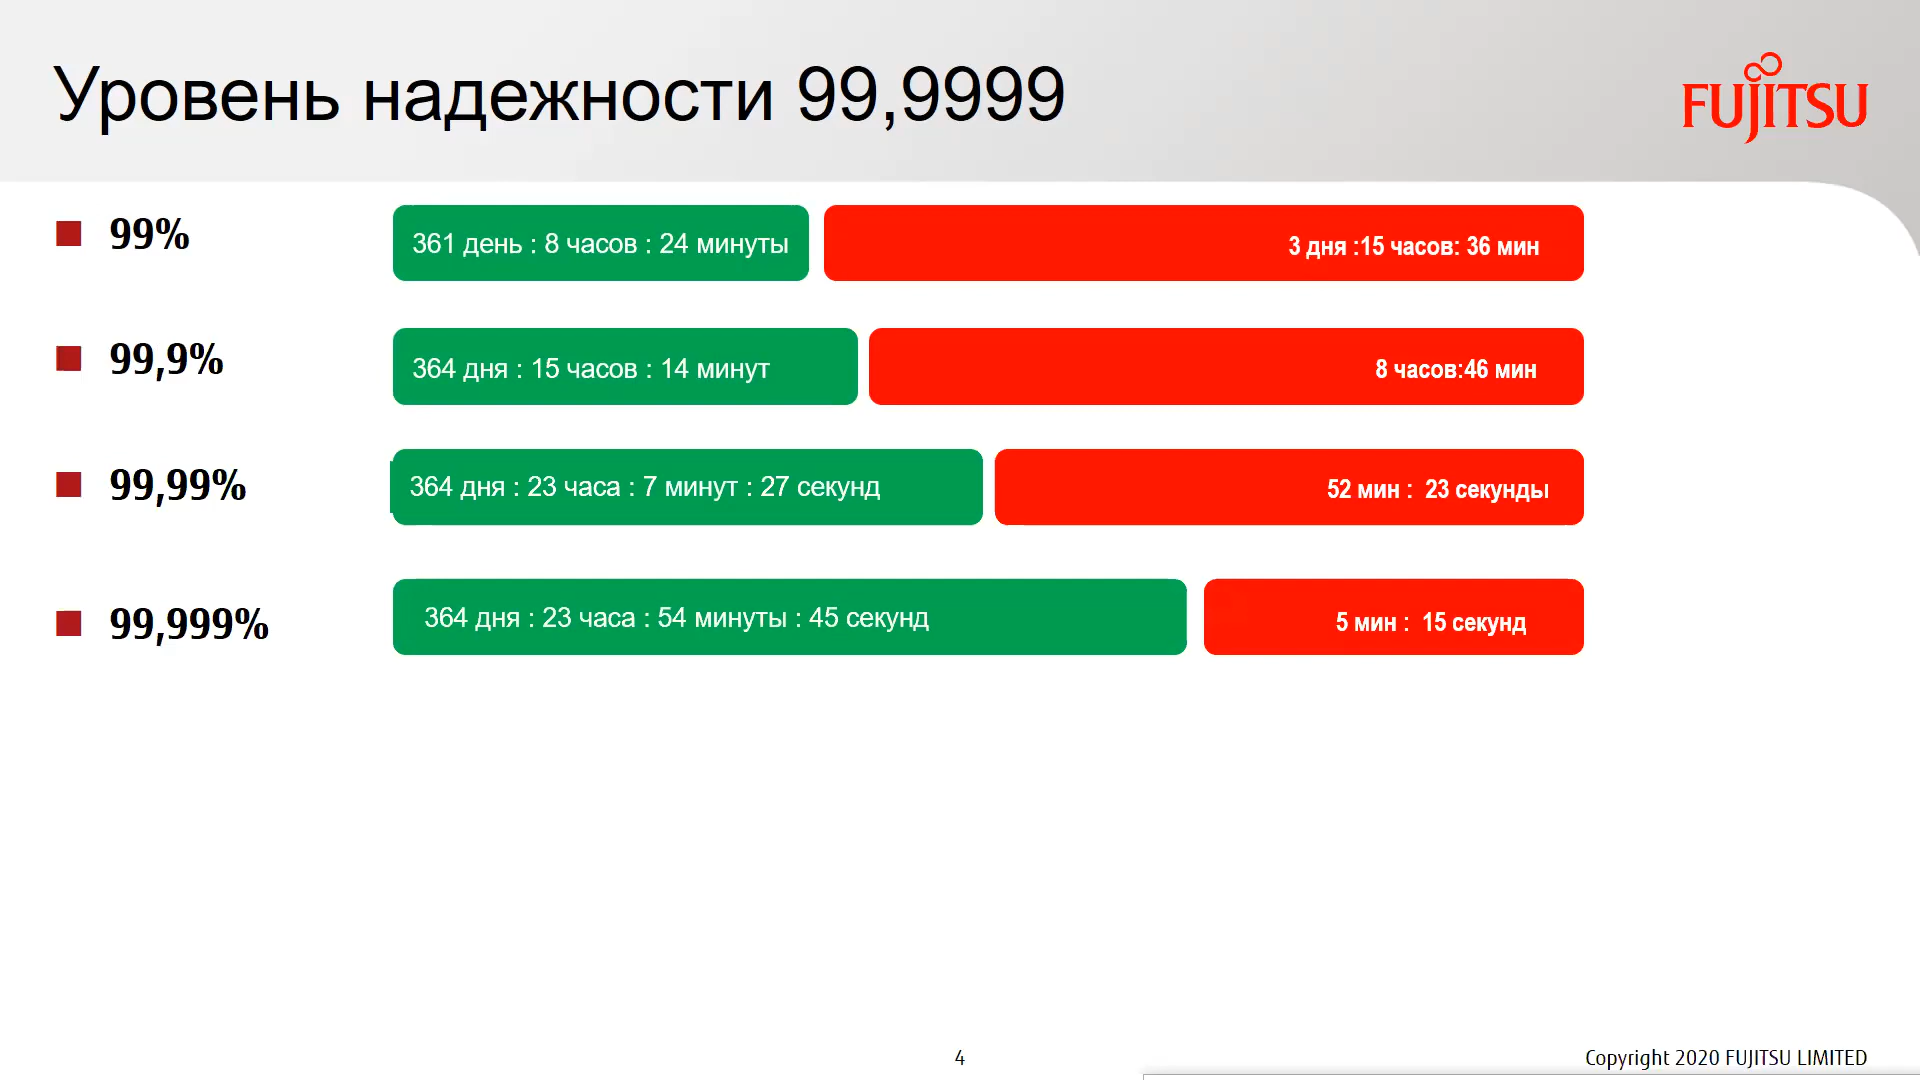 Уровень надежности 99,9999
FUJITSU
99%
361 день : 8 часов : 24 минуты
3 дня :15 часов: 36 мин
99,9%
364 дня : 15 часов : 14 минут
8 часов:46 мин
99,99%
364 дня : 23 часа : 7 минут : 27 секунд
52 мин : 23 секунды
99,999%
364 дня : 23 часа : 54 минуты : 45 секунд
5 мин : 15 секунд
4
Copyright 2020 FUJITSU LIMITED